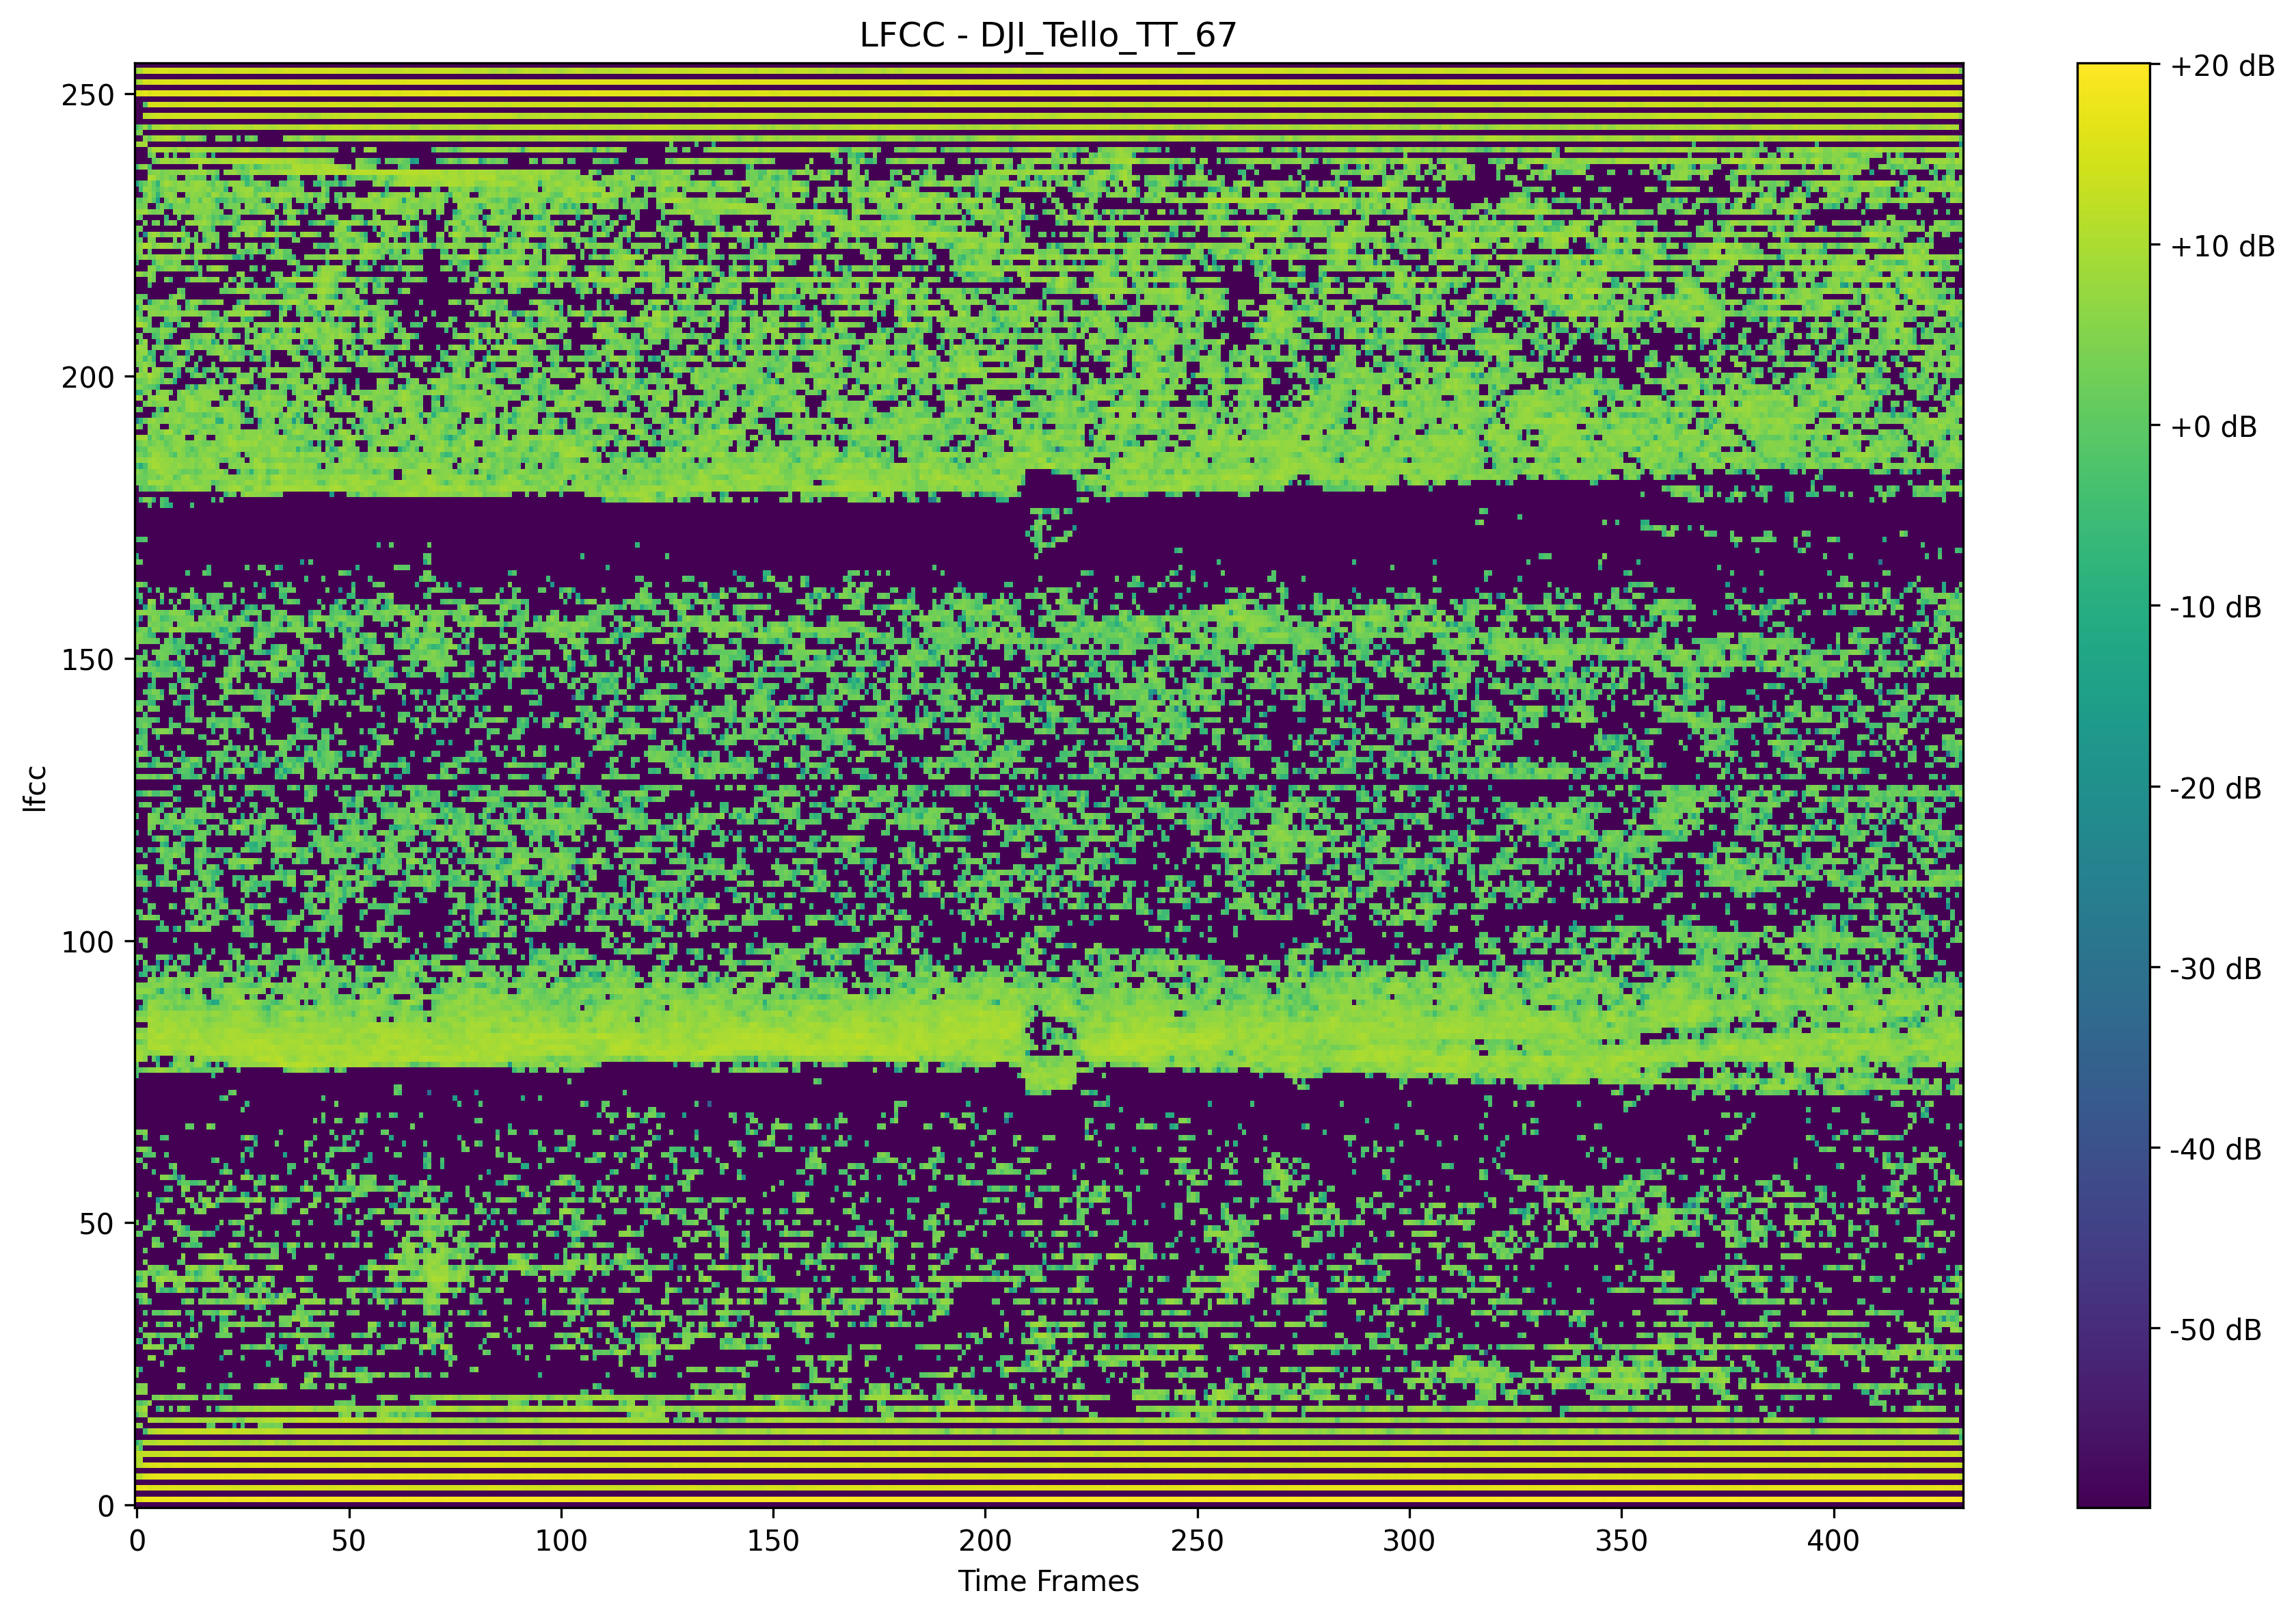 LFCC - DJI_Tello_TT_67
+20 dB
+10 dB
+0 dB
-10 dB
-20 dB
-30 dB
-40 dB
-50 dB
250
200
150
100
50
0
lfcc
0 50 100 150 200 250 300 350 400
Time Frames